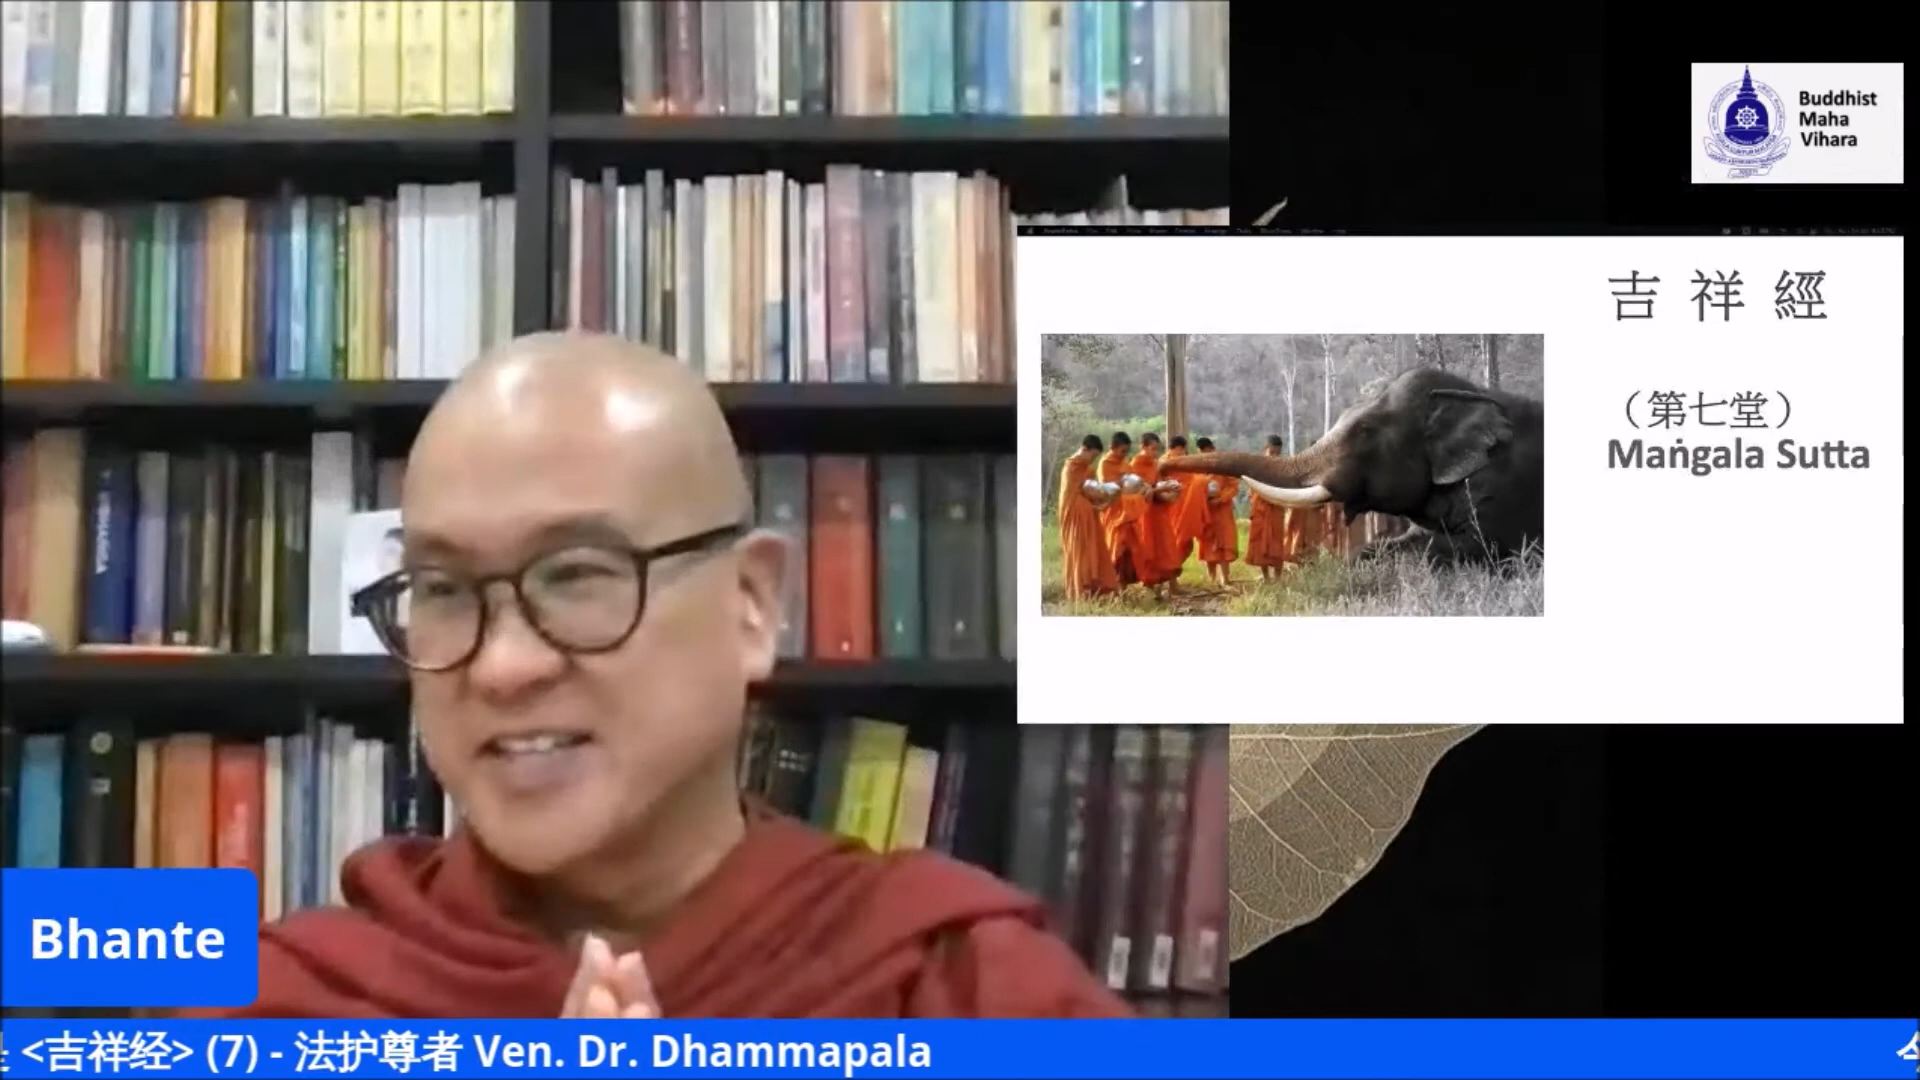 Buddhist
Maha
Vihara
吉祥經
（第七堂）
Maṅgala Sutta
Bhante
<吉祥经> (7) - 法护尊者 Ven. Dr. Dhammapala